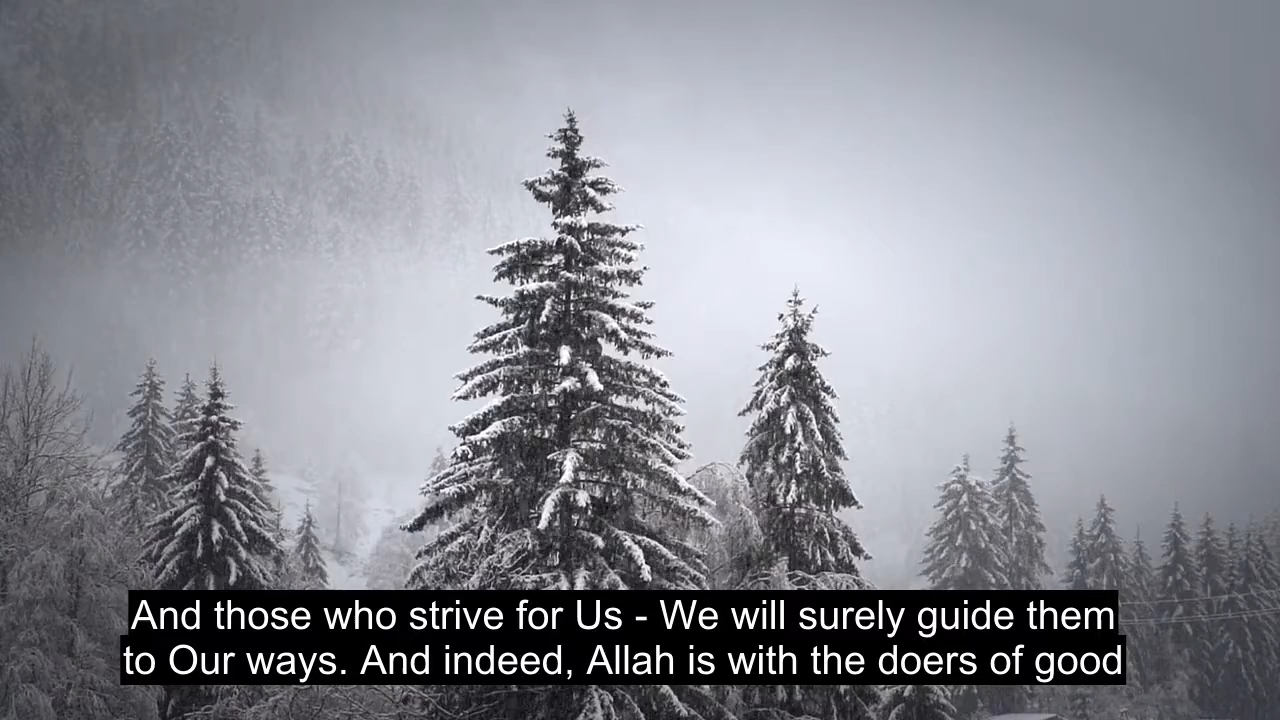 And those who strive for Us - We will surely guide them
to Our ways. And indeed, Allah is with the doers of good